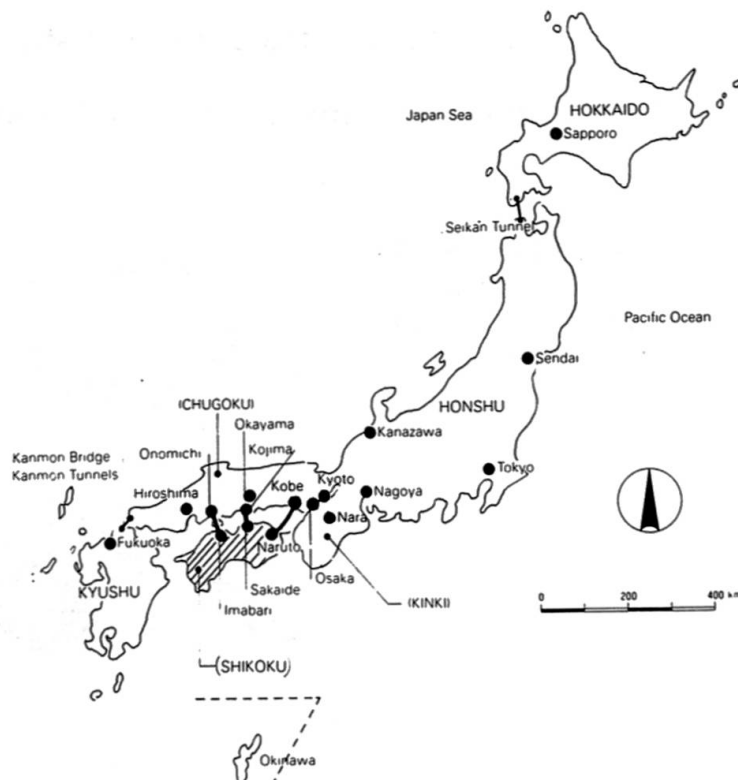 Japan Sea
HOKKAIDO
Sapporo
Seikan Tunnel
Pacific Ocean
Sendai
(CHUGOKU)
HONSHU
Okayama
Kanazawa
Kanmon Bridge
Kanmon Tunnels
Onomichi
Kojima
Tokyo
Hiroshima
Kobe
Kyoto
Nagoya
Nara
Fukuoka
Naruto
Osaka
KYUSHU
Sakaide
Imabari
(KINKI)
0 200 400 km
(SHIKOKU)
Okinawa